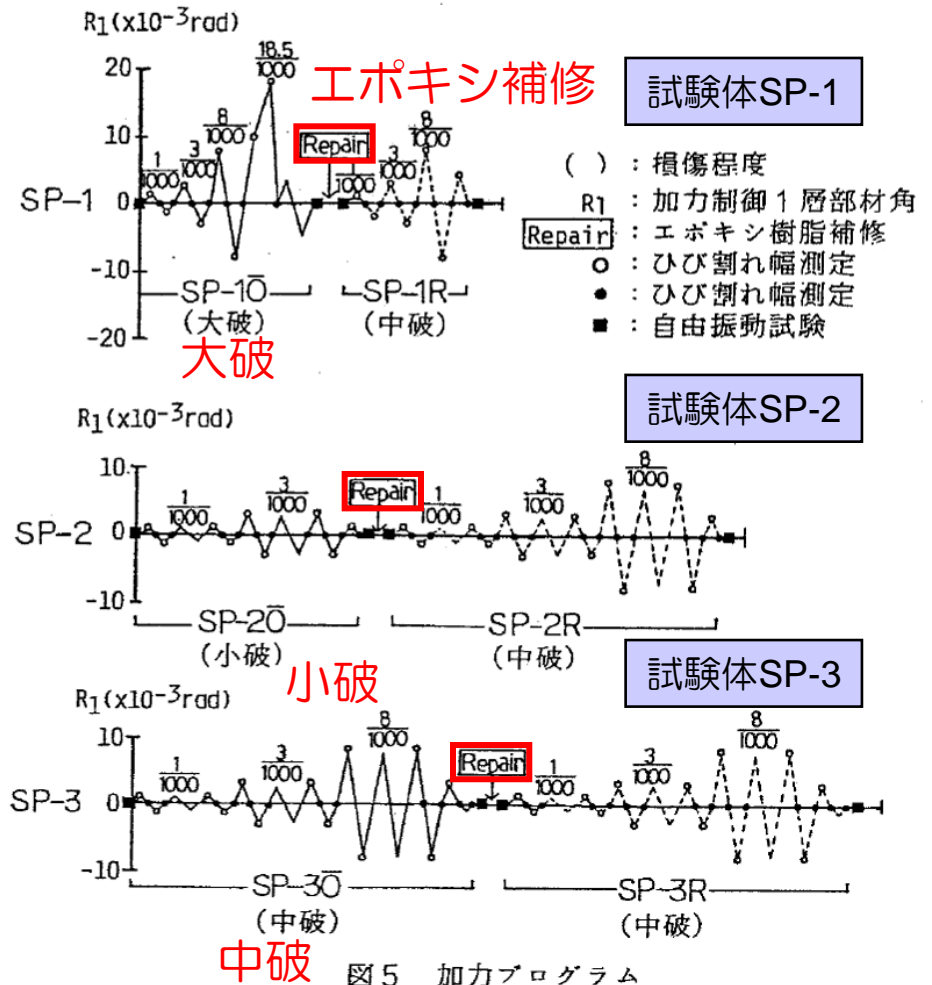 R1(x10-3rad)
エポキシ補修
試験体SP-1
20
10
0
-10
-20
SP-1
1/1000
3/1000
8/1000
18.5/1000
Repair
1/1000
3/1000
8/1000
SP-1Ō
SP-1R
(大破)
(中破)
大破
( ) : 損傷程度
R1 : 加力制御1層部材角
Repair : エポキシ樹脂補修
○ : ひび割れ幅測定
● : ひび割れ幅測定
■ : 自由振動試験
R1(x10-3rad)
試験体SP-2
10
0
-10
SP-2
1/1000
3/1000
Repair
1/1000
3/1000
8/1000
SP-2Ō
SP-2R
(小破)
(中破)
小破
試験体SP-3
R1(x10-3rad)
10
0
-10
SP-3
1/1000
3/1000
8/1000
Repair
1/1000
3/1000
8/1000
SP-3Ō
SP-3R
(中破)
(中破)
中破
図5 加力プログラム